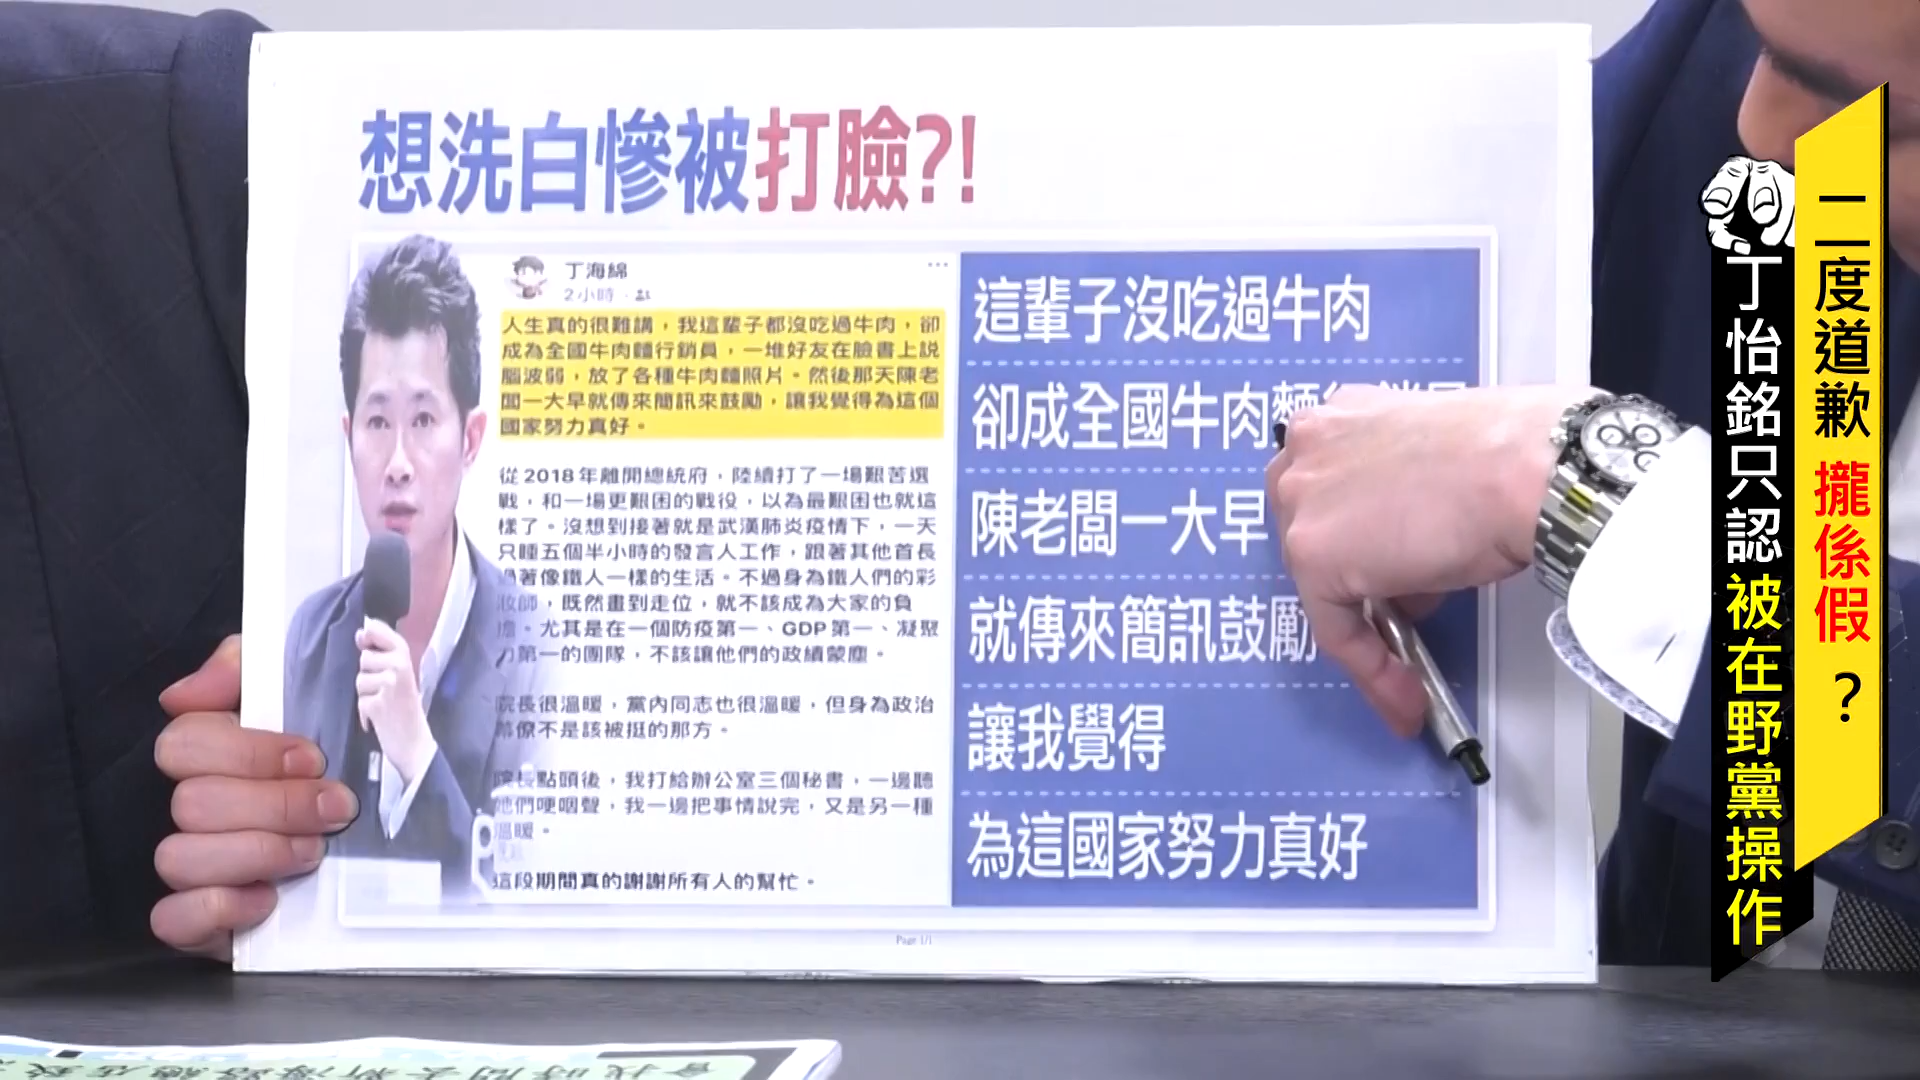 想洗白慘被打臉?!
丁海綿
2小時
人生真的很難講，我這輩子都沒吃過牛肉，卻
成為全國牛肉麵行銷員，一堆好友在臉書上説
腦波弱，放了各種牛肉麵照片。然後那天陳老
闆一大早就傳來簡訊來鼓勵，讓我覺得為這個
國家努力真好。
從2018年離開總統府，陸續打了一場艱苦選
戰，和一場更艱困的戰役，以為最艱困也就這
樣了。沒想到接著就是武漢肺炎疫情下，一天
只睡五個半小時的發言人工作，跟著其他首長
過著像鐵人一樣的生活。不過身為鐵人們的彩
妝師，既然畫到走位，就不該成為大家的負
擔。尤其是在一個防疫第一、GDP第一、凝聚
力第一的團隊，不該讓他們的政績蒙塵。
院長很溫暖，黨內同志也很溫暖，但身為政治
幕僚不是該被挺的那方。
院長點頭後，我打給辦公室三個秘書，一邊聽
她們哽咽聲，我一邊把事情說完，又是另一種
溫暖。
這段期間真的謝謝所有人的幫忙。
這輩子沒吃過牛肉
卻成全國牛肉麵
陳老闆一大早
就傳來簡訊鼓勵
讓我覺得
為這國家努力真好
Page 1/1
二度道歉 攏係假？
丁怡銘只認被在野黨操作